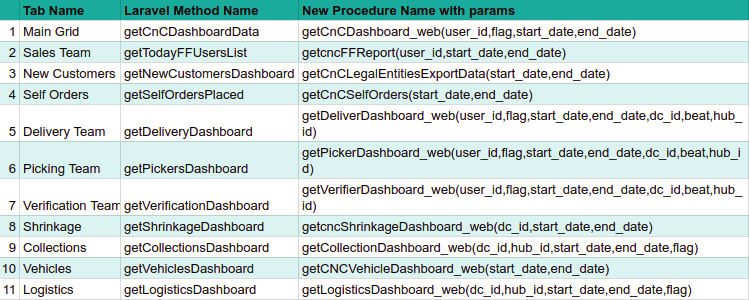 Tab Name Laravel Method Name New Procedure Name with params
1 Main Grid getCnCDashboardData getCnCDashboard_web(user_id,flag,start_date,end_date)
2 Sales Team getTodayFFUsersList getcncFFReport(user_id,start_date,end_date)
3 New Customers getNewCustomersDashboard getCnCLegalEntitiesExportData(start_date,end_date)
4 Self Orders getSelfOrdersPlaced getCnCSelfOrders(start_date,end_date)
getDeliverDashboard_web(user_id,flag,start_date,end_date,dc_id,beat,hub_
5 Delivery Team getDeliveryDashboard id)
getPickerDashboard_web(user_id,flag,start_date,end_date,dc_id,beat,hub_i
6 Picking Team getPickersDashboard d)
getVerifierDashboard_web(user_id,flag,start_date,end_date,dc_id,beat,hub_
7 Verification Team getVerificationDashboard id)
8 Shrinkage getShrinkageDashboard getcncShrinkageDashboard_web(dc_id,start_date,end_date)
9 Collections getCollectionsDashboard getCollectionDashboard_web(dc_id,hub_id,start_date,end_date,flag)
10 Vehicles getVehiclesDashboard getCNCVehicleDashboard_web(start_date,end_date)
11 Logistics getLogisticsDashboard getLogisticsDashboard_web(dc_id,hub_id,start_date,end_date,flag)